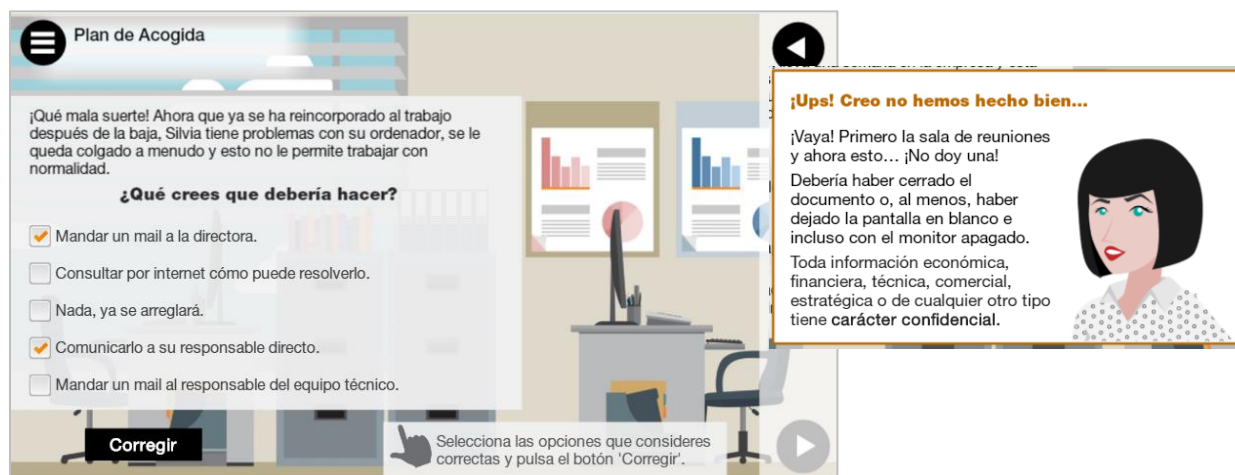 Plan de Acogida
¡Qué mala suerte! Ahora que ya se ha reincorporado al trabajo
después de la baja, Silvia tiene problemas con su ordenador, se le
queda colgado a menudo y esto no le permite trabajar con
normalidad.
¿Qué crees que debería hacer?
Mandar un mail a la directora.
Consultar por internet cómo puede resolverlo.
Nada, ya se arreglará.
Comunicarlo a su responsable directo.
Mandar un mail al responsable del equipo técnico.
Corregir
Selecciona las opciones que consideres
correctas y pulsa el botón 'Corregir'.
una semana en la empresa y está
¡Ups! Creo no hemos hecho bien...
¡Vaya! Primero la sala de reuniones
y ahora esto... ¡No doy una!
Debería haber cerrado el
documento o, al menos, haber
dejado la pantalla en blanco e
incluso con el monitor apagado.
Toda información económica,
financiera, técnica, comercial,
estratégica o de cualquier otro tipo
tiene carácter confidencial.